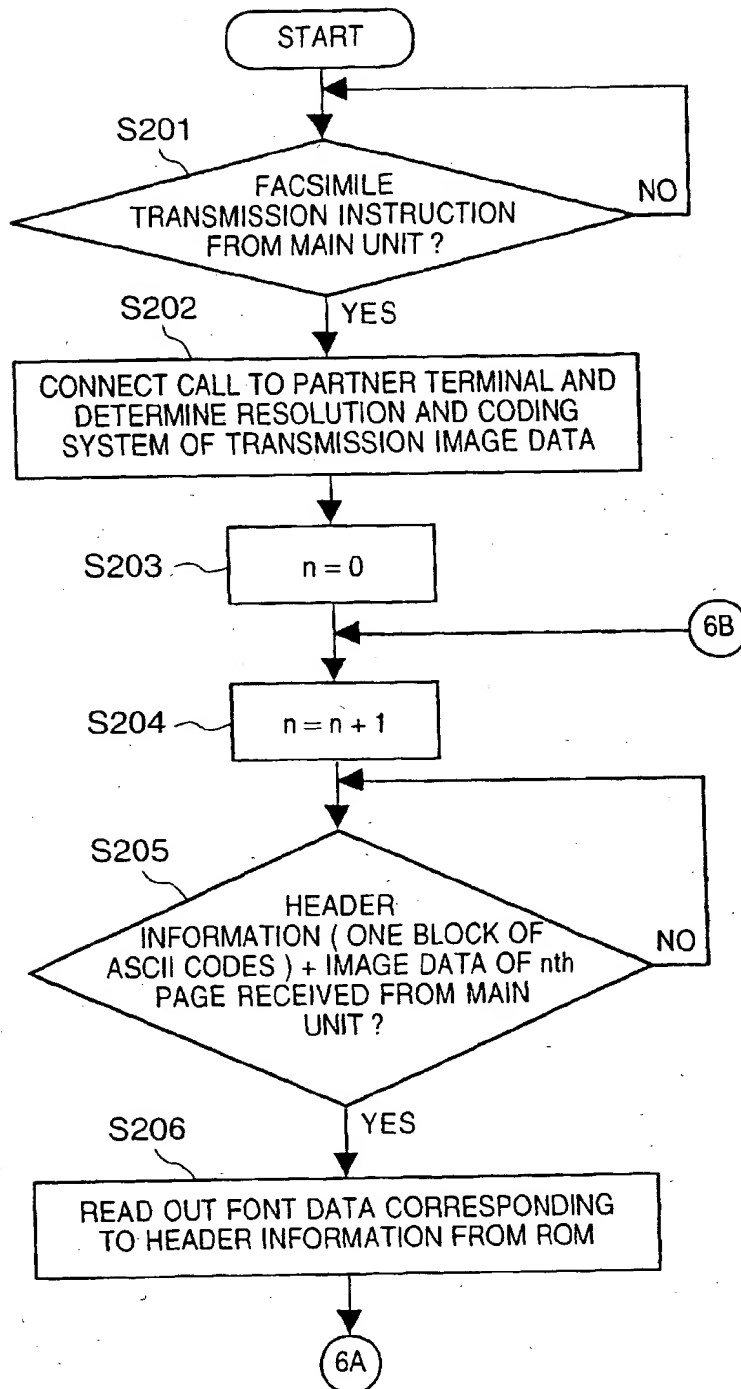 START
S201
FACSIMILE
TRANSMISSION INSTRUCTION
FROM MAIN UNIT ?
NO
YES
S202
CONNECT CALL TO PARTNER TERMINAL AND
DETERMINE RESOLUTION AND CODING
SYSTEM OF TRANSMISSION IMAGE DATA
S203
n = 0
6B
S204
n = n + 1
S205
HEADER
INFORMATION ( ONE BLOCK OF
ASCII CODES ) + IMAGE DATA OF nth
PAGE RECEIVED FROM MAIN
UNIT ?
NO
YES
S206
READ OUT FONT DATA CORRESPONDING
TO HEADER INFORMATION FROM ROM
6A